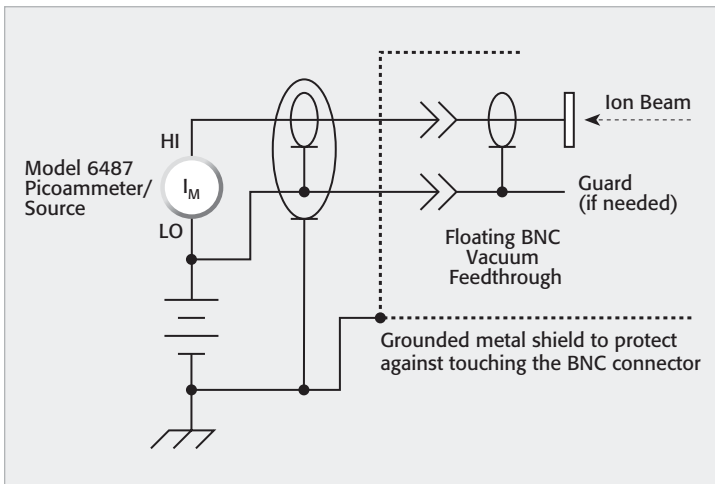 HI
Model 6487
Picoammeter/
Source
IM
LO
Ion Beam
Guard
(if needed)
Floating BNC
Vacuum
Feedthrough
Grounded metal shield to protect
against touching the BNC connector